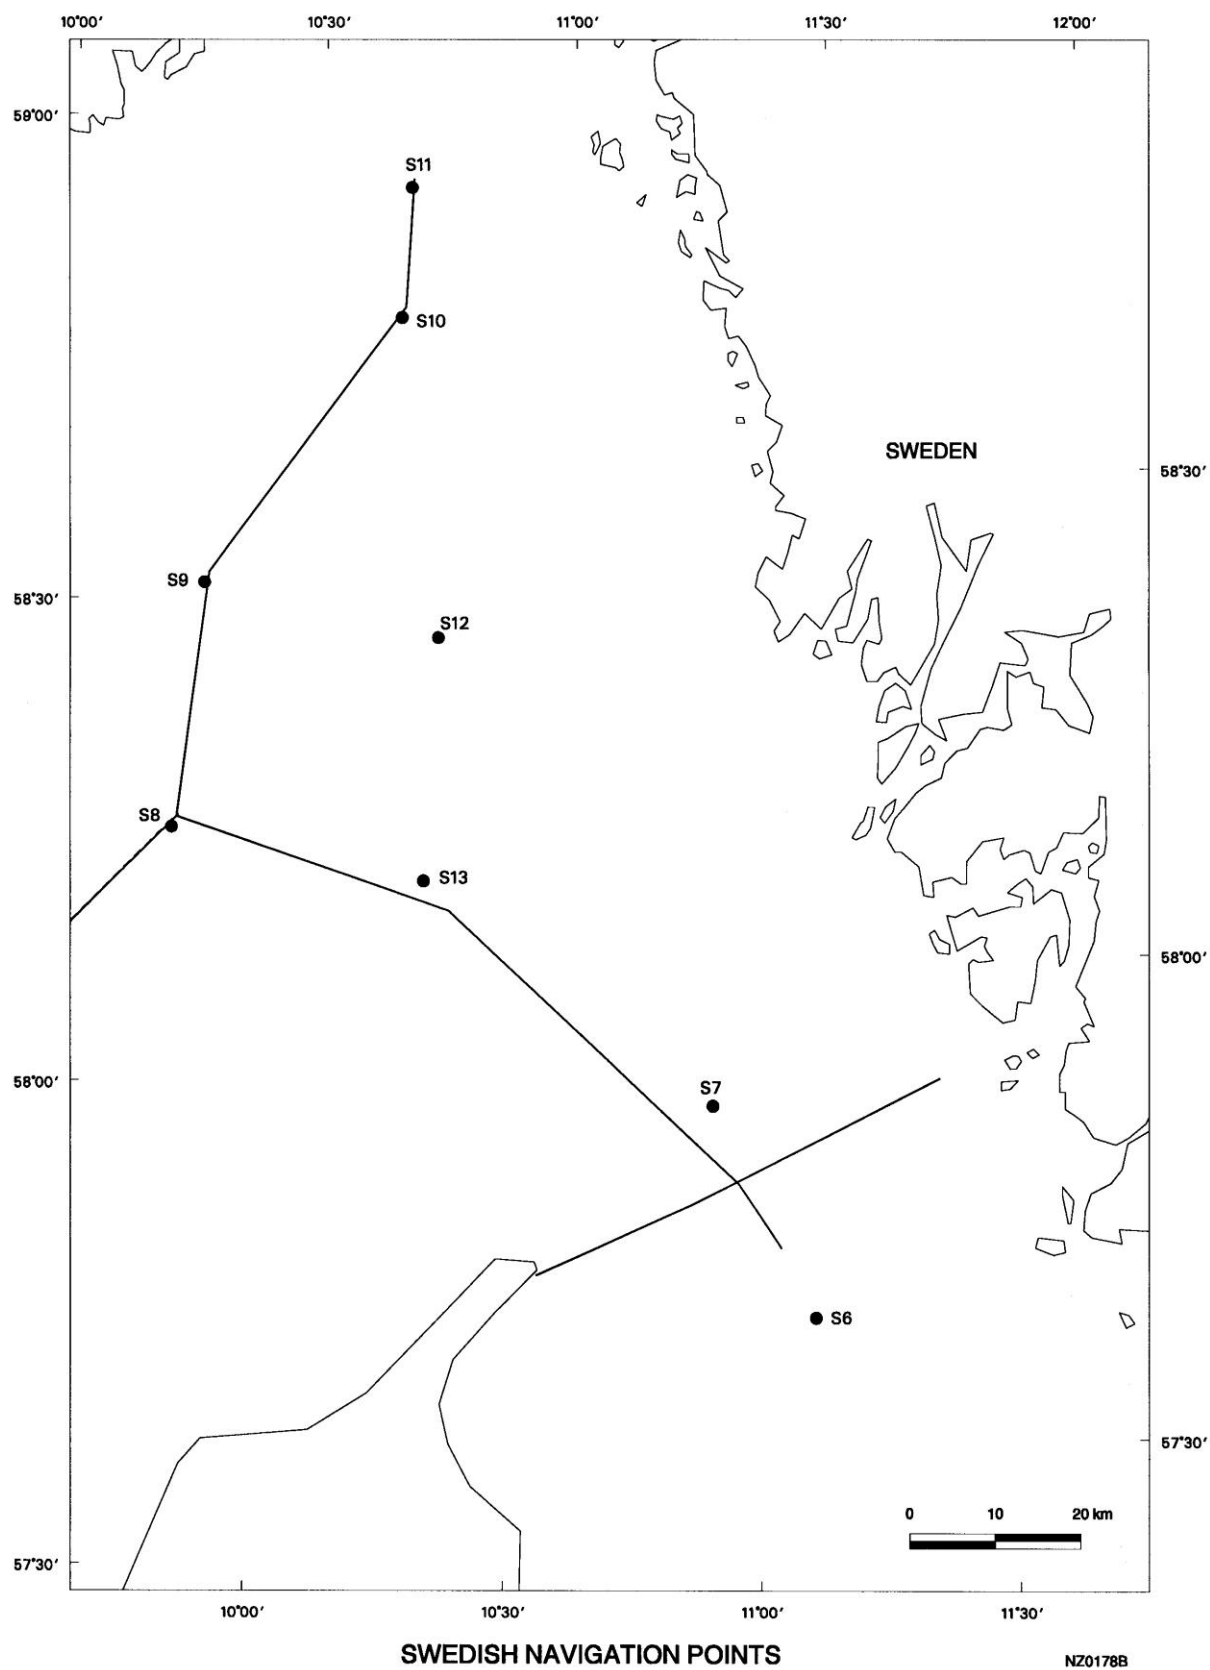 10°00′ 10°30′ 11°00′ 11°30′ 12°00′
59°00′
S11
S10
SWEDEN
58°30′
S9
58°30′
S12
S8
S13
58°00′
58°00′
S7
S6
57°30′
0 10 20 km
57°30′
10°00′ 10°30′ 11°00′ 11°30′
SWEDISH NAVIGATION POINTS
NZ0178B